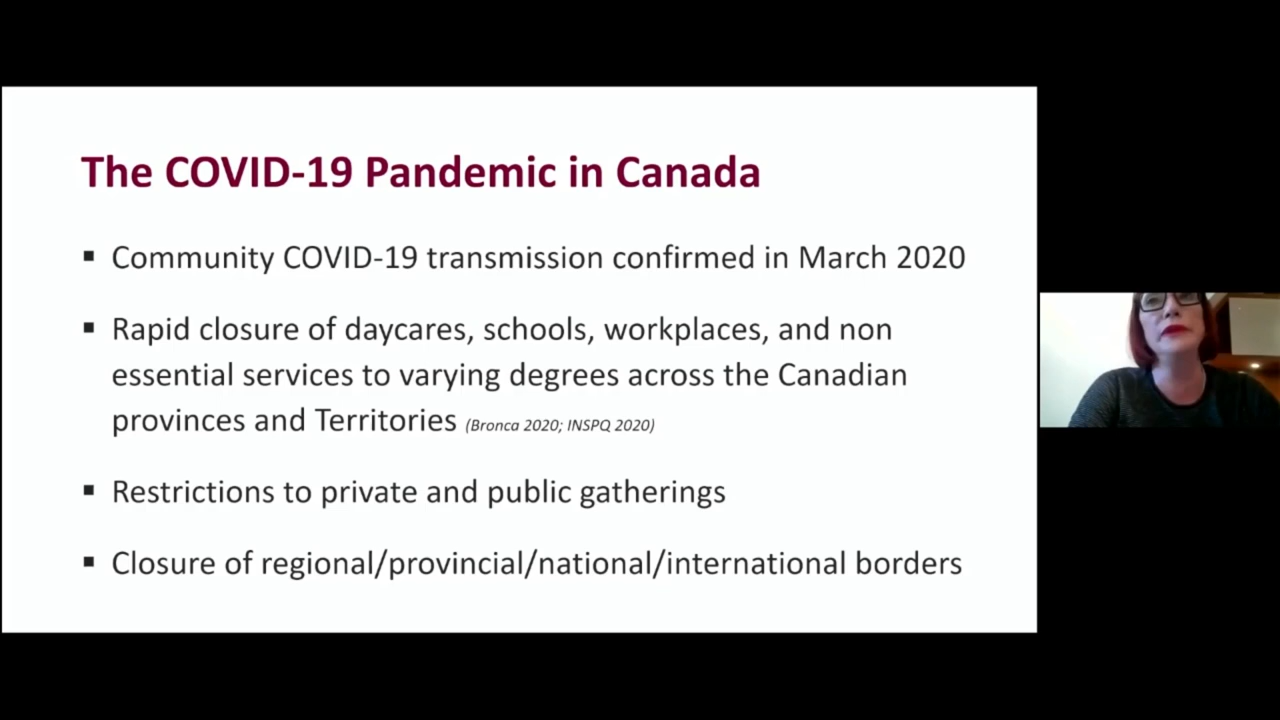 The COVID-19 Pandemic in Canada
▪ Community COVID-19 transmission confirmed in March 2020
▪ Rapid closure of daycares, schools, workplaces, and non
essential services to varying degrees across the Canadian
provinces and Territories (Bronca 2020; INSPQ 2020)
▪ Restrictions to private and public gatherings
▪ Closure of regional/provincial/national/international borders